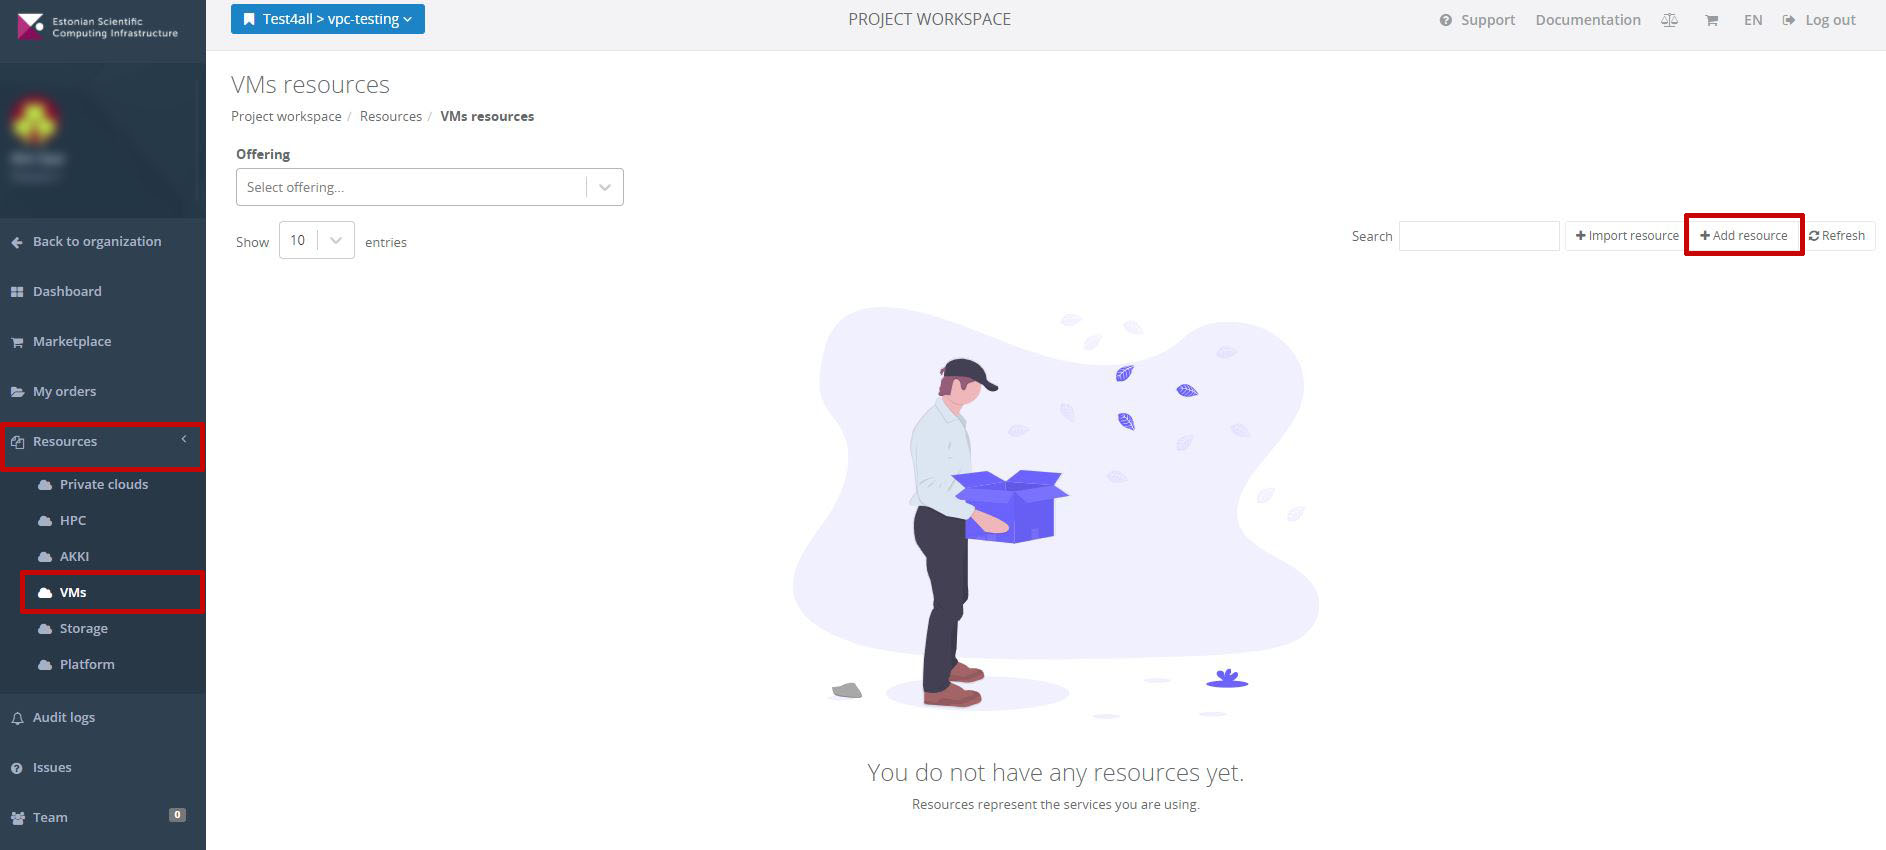 Estonian Scientific
Computing Infrastructure
Test4all > vpc-testing
PROJECT WORKSPACE
Support
Documentation
EN
Log out
VMs resources
Project workspace / Resources / VMs resources
Offering
Select offering...
Show 10 entries
Search
Import resource
Add resource
Refresh
Back to organization
Dashboard
Marketplace
My orders
Resources
Private clouds
HPC
AKKI
VMs
Storage
Platform
Audit logs
Issues
Team 0
You do not have any resources yet.
Resources represent the services you are using.